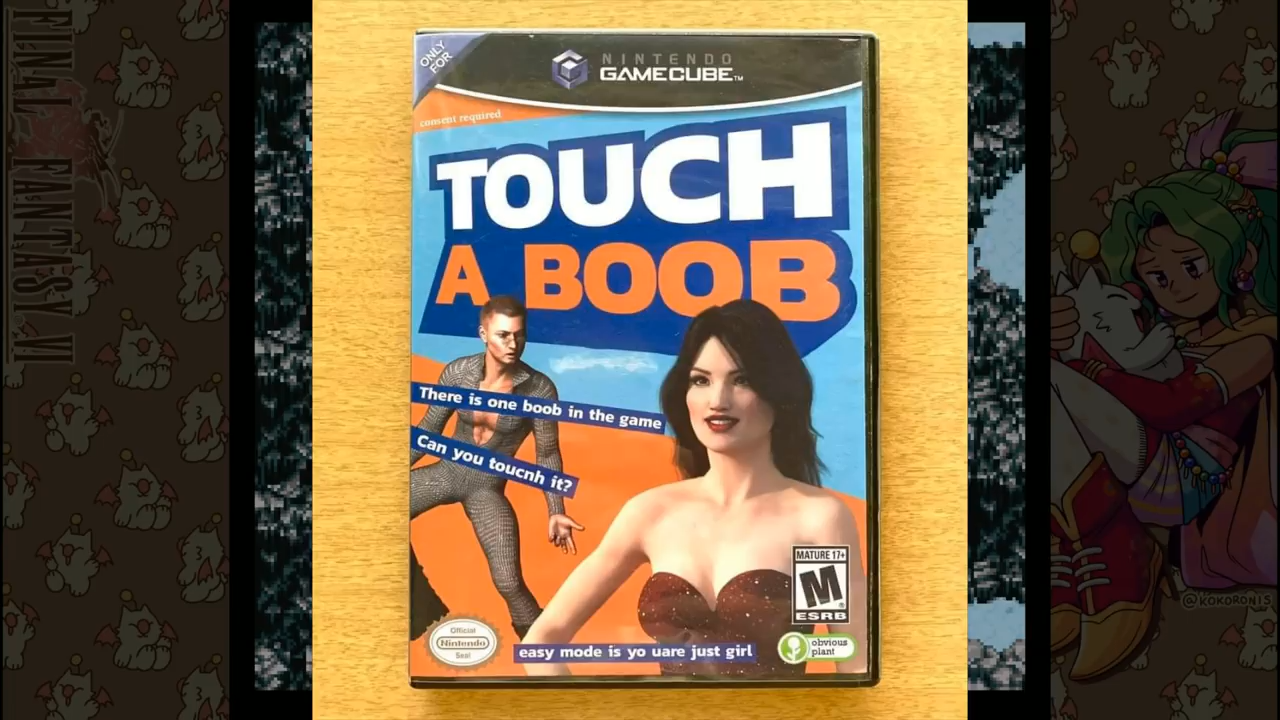 FINAL FANTASY VI
ONLY
FOR
NINTENDO
GAMECUBE™
consent required
TOUCH
A BOOB
There is one boob in the game
Can you toucnh it?
MATURE 17+
M
ESRB
Official
Nintendo
Seal
easy mode is yo uare just girl
obvious
plant
@KOKORONIS